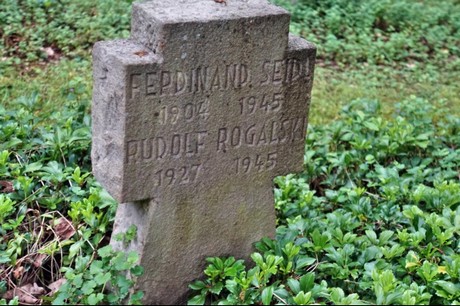 FERDINAND. SEIDL
1904 1945
RUDOLF ROGALSKI
1927 1945